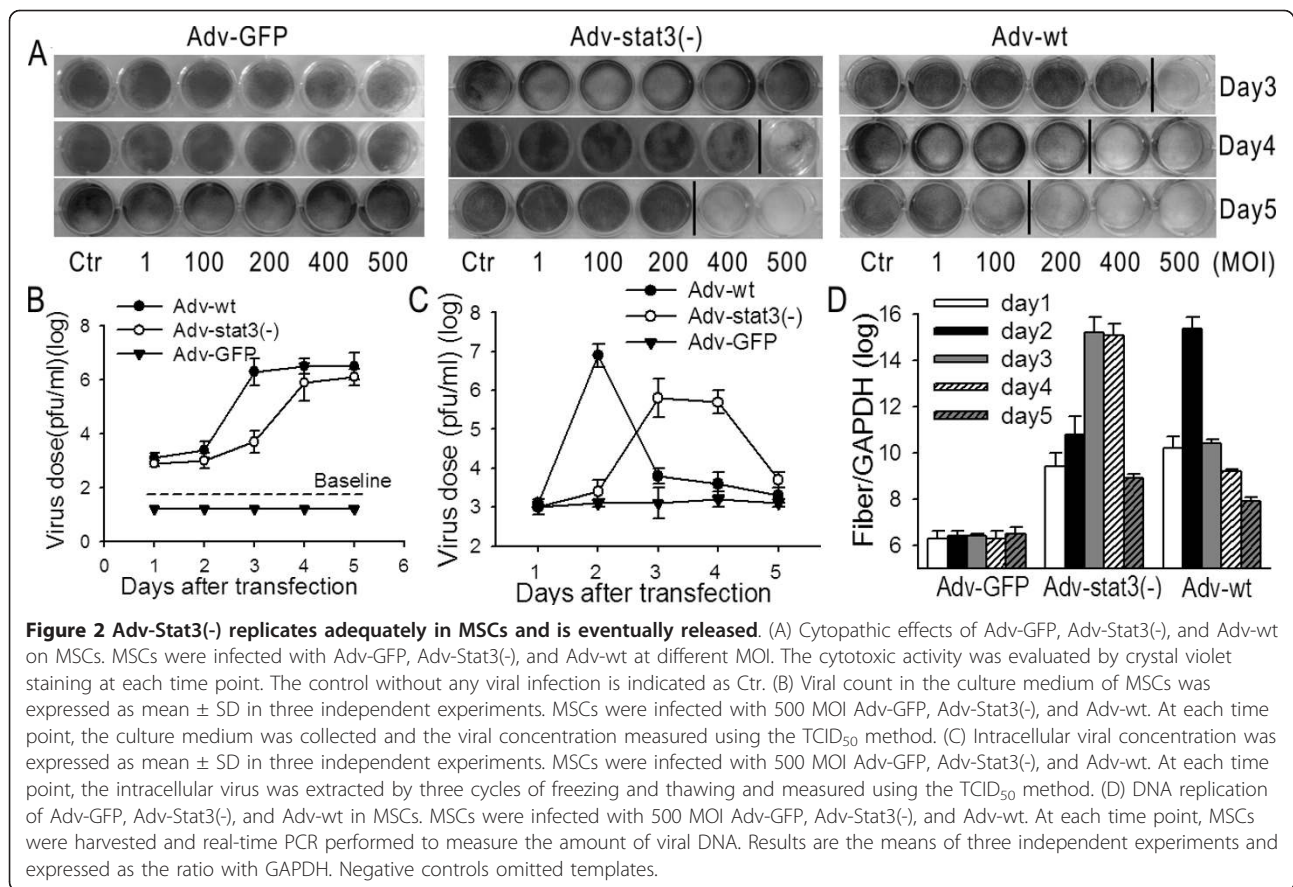 Adv-GFP Adv-stat3(-) Adv-wt
A
Day3
Day4
Day5
Ctr 1 100 200 400 500 Ctr 1 100 200 400 500 Ctr 1 100 200 400 500 (MOI)
B
Adv-wt
Adv-stat3(-)
Adv-GFP
Virus dose(pfu/ml)(log)
8
6
4
2
0
Baseline
0 1 2 3 4 5 6
Days after transfection
C
Adv-wt
Adv-stat3(-)
Adv-GFP
Virus dose (pfu/ml) (log)
8
7
6
5
4
3
2
1 2 3 4 5
Days after transfection
D
day1
day2
day3
day4
day5
Fiber/GAPDH (log)
16
14
12
10
8
6
Adv-GFP Adv-stat3(-) Adv-wt
Figure 2 Adv-Stat3(-) replicates adequately in MSCs and is eventually released. (A) Cytopathic effects of Adv-GFP, Adv-Stat3(-), and Adv-wt
on MSCs. MSCs were infected with Adv-GFP, Adv-Stat3(-), and Adv-wt at different MOI. The cytotoxic activity was evaluated by crystal violet
staining at each time point. The control without any viral infection is indicated as Ctr. (B) Viral count in the culture medium of MSCs was
expressed as mean ± SD in three independent experiments. MSCs were infected with 500 MOI Adv-GFP, Adv-Stat3(-), and Adv-wt. At each time
point, the culture medium was collected and the viral concentration measured using the TCID50 method. (C) Intracellular viral concentration was
expressed as mean ± SD in three independent experiments. MSCs were infected with 500 MOI Adv-GFP, Adv-Stat3(-), and Adv-wt. At each time
point, the intracellular virus was extracted by three cycles of freezing and thawing and measured using the TCID50 method. (D) DNA replication
of Adv-GFP, Adv-Stat3(-), and Adv-wt in MSCs. MSCs were infected with 500 MOI Adv-GFP, Adv-Stat3(-), and Adv-wt. At each time point, MSCs
were harvested and real-time PCR performed to measure the amount of viral DNA. Results are the means of three independent experiments and
expressed as the ratio with GAPDH. Negative controls omitted templates.